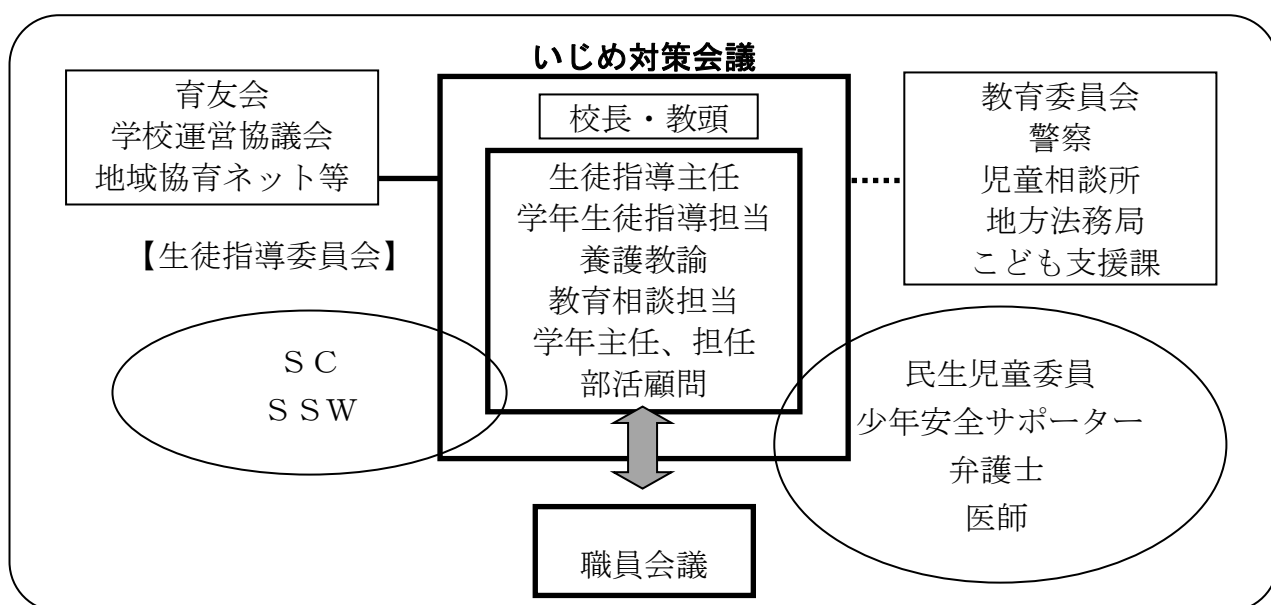 いじめ対策会議
育友会
学校運営協議会
地域協育ネット等
校長・教頭
教育委員会
警察
児童相談所
地方法務局
こども支援課
【生徒指導委員会】
生徒指導主任
学年生徒指導担当
養護教諭
教育相談担当
学年主任、担任
部活顧問
ＳＣ
ＳＳＷ
民生児童委員
少年安全サポーター
弁護士
医師
職員会議